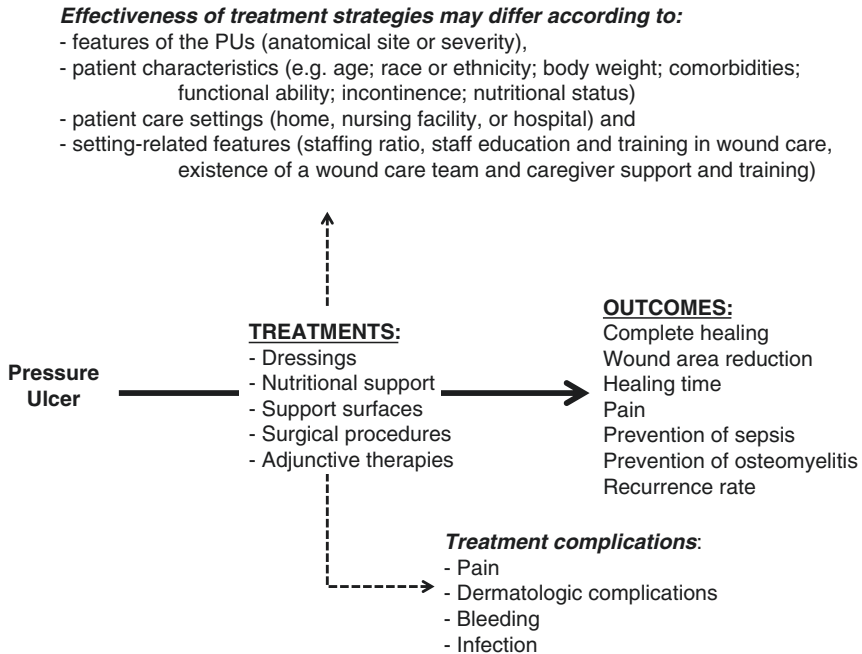 Effectiveness of treatment strategies may differ according to:
- features of the PUs (anatomical site or severity),
- patient characteristics (e.g. age; race or ethnicity; body weight; comorbidities;
functional ability; incontinence; nutritional status)
- patient care settings (home, nursing facility, or hospital) and
- setting-related features (staffing ratio, staff education and training in wound care,
existence of a wound care team and caregiver support and training)
Pressure
Ulcer
TREATMENTS:
- Dressings
- Nutritional support
- Support surfaces
- Surgical procedures
- Adjunctive therapies
OUTCOMES:
Complete healing
Wound area reduction
Healing time
Pain
Prevention of sepsis
Prevention of osteomyelitis
Recurrence rate
Treatment complications:
- Pain
- Dermatologic complications
- Bleeding
- Infection